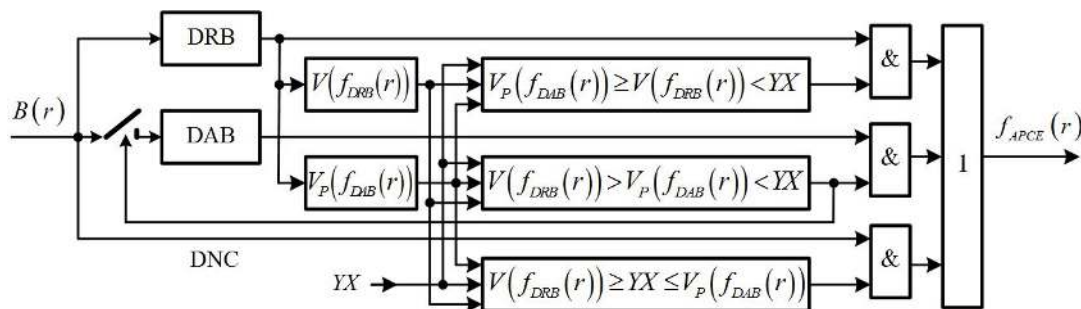 DRB
&
V(f_DRB(r))
V_P(f_DAB(r)) ≥ V(f_DRB(r)) < YX
B(r)
DAB
f_APCE(r)
&
1
V_P(f_DAB(r))
V(f_DRB(r)) > V_P(f_DAB(r)) < YX
DNC
&
YX
V(f_DRB(r)) ≥ YX ≤ V_P(f_DAB(r))